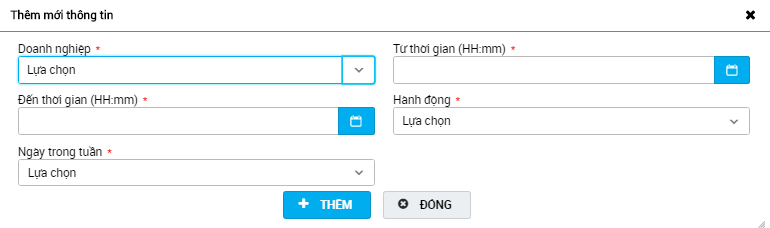 Thêm mới thông tin
Doanh nghiệp *
Từ thời gian (HH:mm) *
Lựa chọn
Đến thời gian (HH:mm) *
Hành động *
Lựa chọn
Ngày trong tuần *
Lựa chọn
THÊM
ĐÓNG